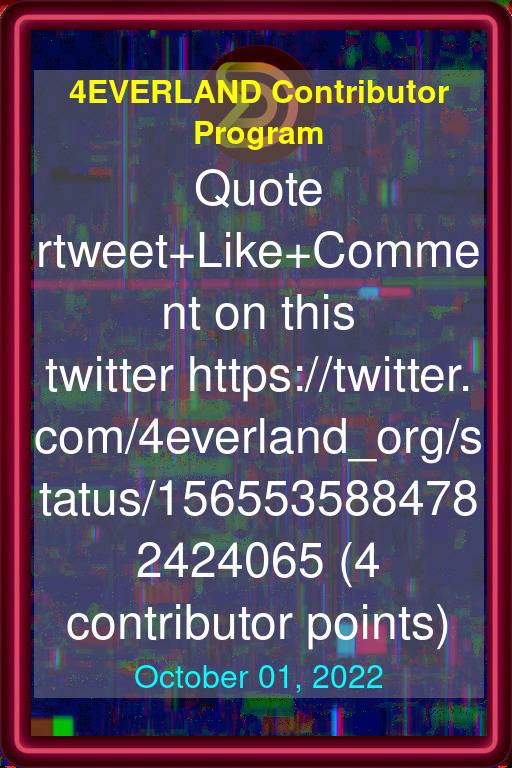 4EVERLAND Contributor
Program
Quote
rtweet+Like+Comme
nt on this
twitter https://twitter.
com/4everland_org/s
tatus/156553588478
2424065 (4
contributor points)
October 01, 2022